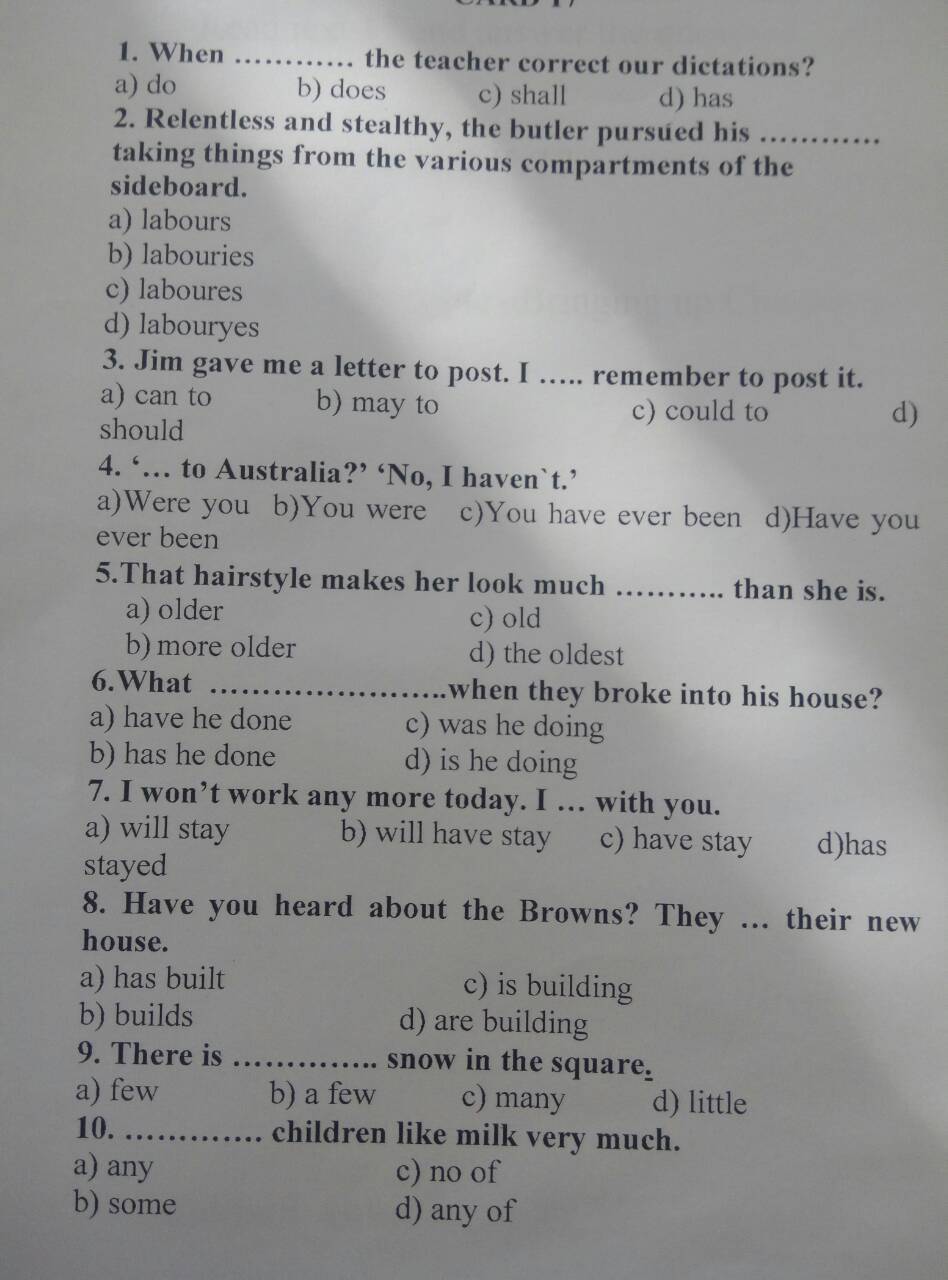 1. When ............ the teacher correct our dictations?
a) do b) does c) shall d) has
2. Relentless and stealthy, the butler pursued his ............
taking things from the various compartments of the
sideboard.
a) labours
b) labouries
c) laboures
d) labouryes
3. Jim gave me a letter to post. I ..... remember to post it.
a) can to b) may to c) could to d)
should
4. ‘... to Australia?’ ‘No, I haven`t.’
a)Were you b)You were c)You have ever been d)Have you
ever been
5.That hairstyle makes her look much ........... than she is.
a) older c) old
b) more older d) the oldest
6.What .......................when they broke into his house?
a) have he done c) was he doing
b) has he done d) is he doing
7. I won’t work any more today. I ... with you.
a) will stay b) will have stay c) have stay d)has
stayed
8. Have you heard about the Browns? They ... their new
house.
a) has built c) is building
b) builds d) are building
9. There is .............. snow in the square.
a) few b) a few c) many d) little
10. ............. children like milk very much.
a) any c) no of
b) some d) any of